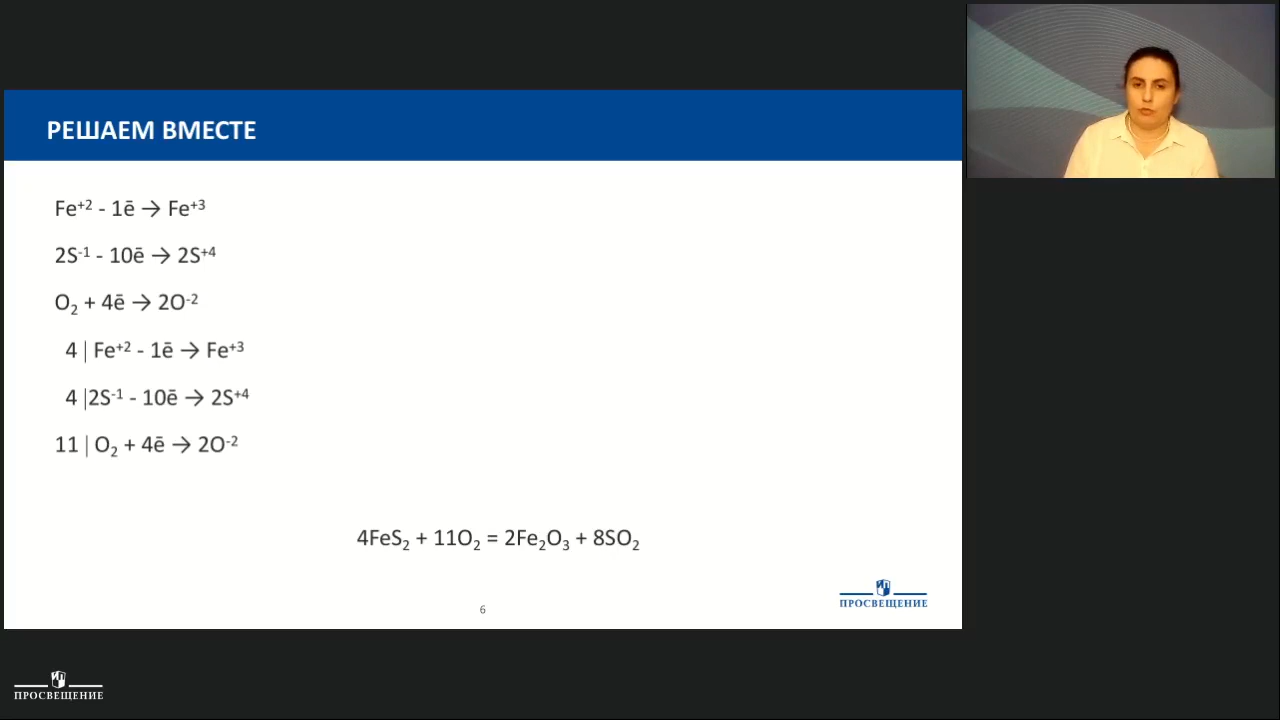 РЕШАЕМ ВМЕСТЕ
Fe⁺² - 1ē → Fe⁺³
2S⁻¹ - 10ē → 2S⁺⁴
O₂ + 4ē → 2O⁻²
4 | Fe⁺² - 1ē → Fe⁺³
4 |2S⁻¹ - 10ē → 2S⁺⁴
11 | O₂ + 4ē → 2O⁻²
4FeS₂ + 11O₂ = 2Fe₂O₃ + 8SO₂
6
ПРОСВЕЩЕНИЕ
ПРОСВЕЩЕНИЕ